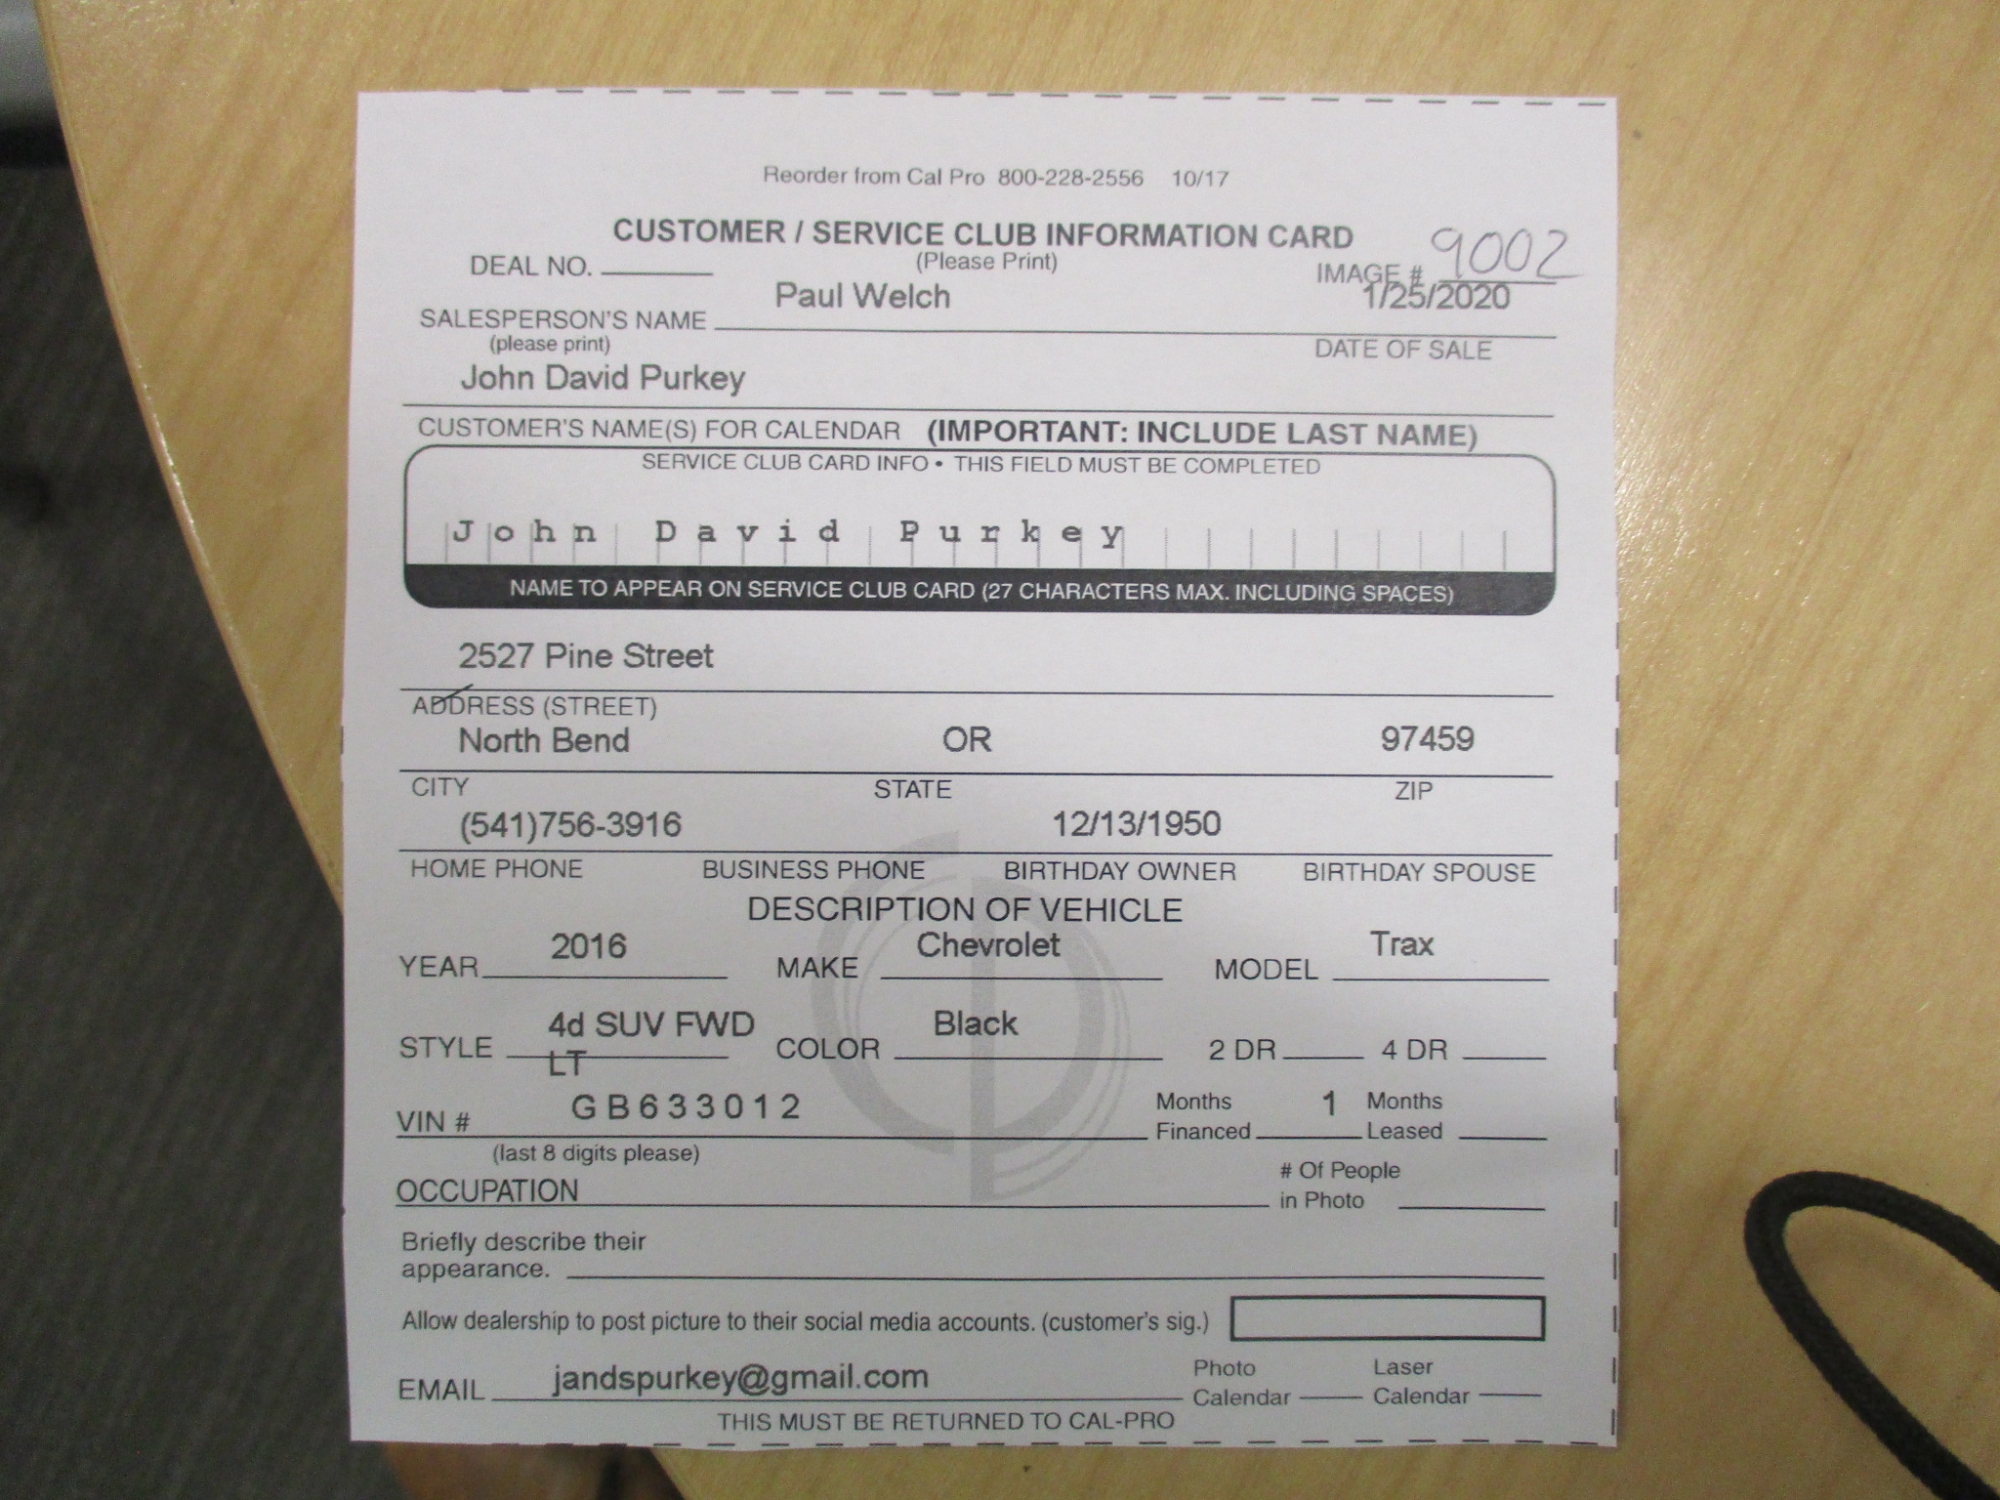 Reorder from Cal Pro 800-228-2556 10/17
CUSTOMER / SERVICE CLUB INFORMATION CARD
(Please Print)
DEAL NO. IMAGE # 9002
Paul Welch 1/25/2020
SALESPERSON'S NAME
(please print) DATE OF SALE
John David Purkey
CUSTOMER'S NAME(S) FOR CALENDAR (IMPORTANT: INCLUDE LAST NAME)
SERVICE CLUB CARD INFO • THIS FIELD MUST BE COMPLETED
John David Purkey
NAME TO APPEAR ON SERVICE CLUB CARD (27 CHARACTERS MAX. INCLUDING SPACES)
2527 Pine Street
ADDRESS (STREET)
North Bend OR 97459
CITY STATE ZIP
(541)756-3916 12/13/1950
HOME PHONE BUSINESS PHONE BIRTHDAY OWNER BIRTHDAY SPOUSE
DESCRIPTION OF VEHICLE
YEAR 2016 MAKE Chevrolet MODEL Trax
STYLE 4d SUV FWD COLOR Black 2 DR 4 DR
LT
VIN # GB633012 Months Financed 1 Months Leased
(last 8 digits please)
OCCUPATION # Of People in Photo
Briefly describe their
appearance.
Allow dealership to post picture to their social media accounts. (customer's sig.)
EMAIL jandspurkey@gmail.com Photo Calendar Laser Calendar
THIS MUST BE RETURNED TO CAL-PRO